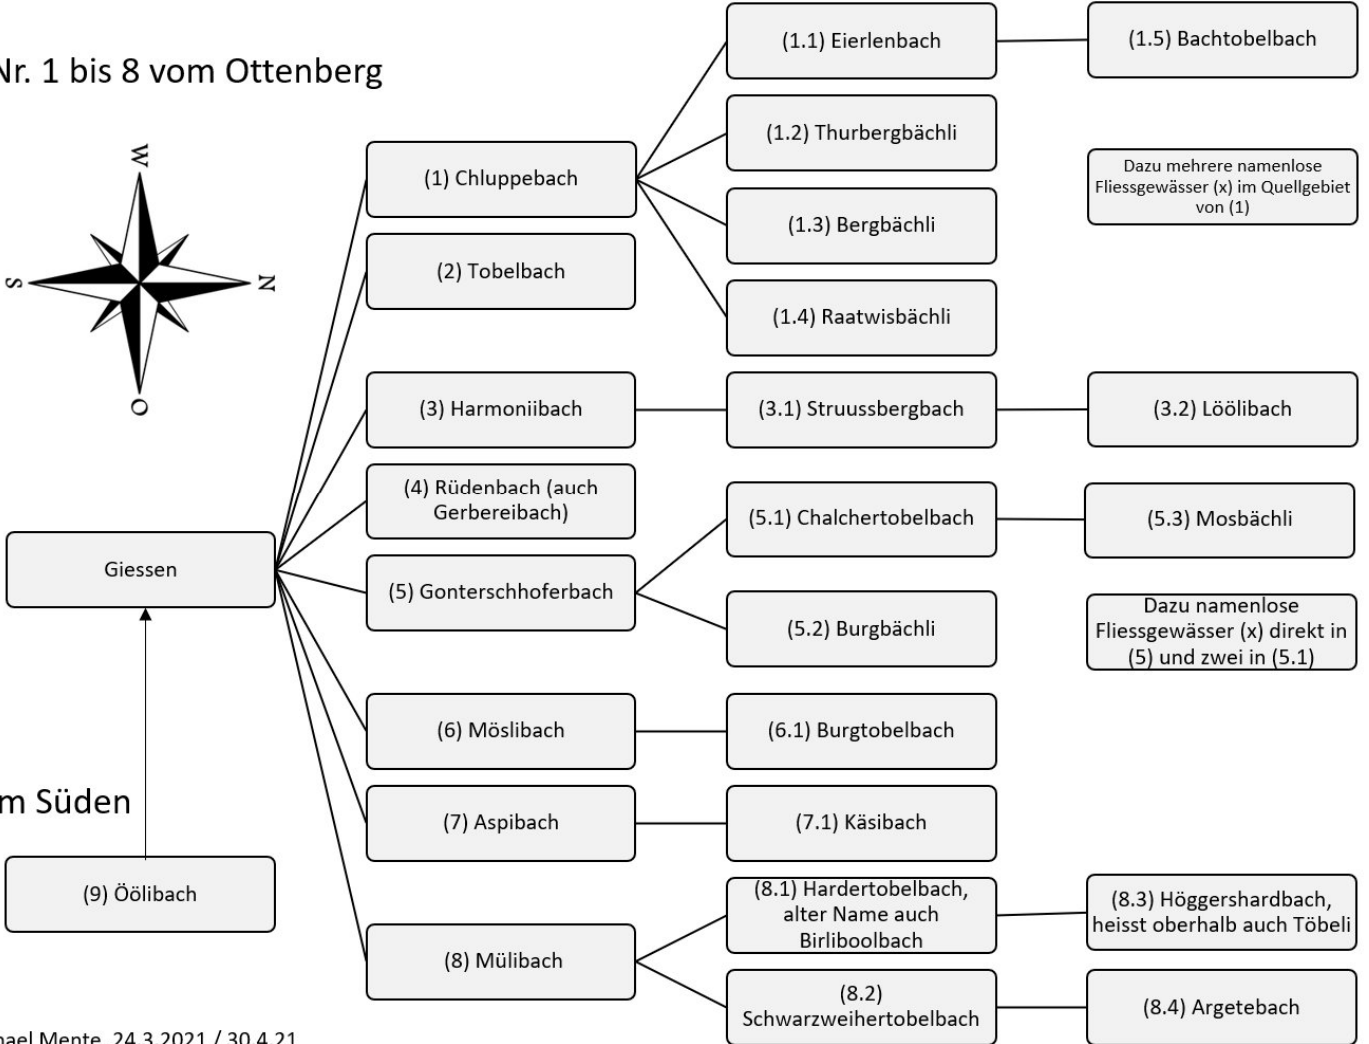 Nr. 1 bis 8 vom Ottenberg
W
S
N
O
Giessen
m Süden
(9) Öölibach
(1) Chluppebach
(2) Tobelbach
(3) Harmoniibach
(4) Rüdenbach (auch
Gerbereibach)
(5) Gonterschhoferbach
(6) Möslibach
(7) Aspibach
(8) Mülibach
(1.1) Eierlenbach
(1.2) Thurbergbächli
(1.3) Bergbächli
(1.4) Raatwisbächli
(3.1) Struussbergbach
(5.1) Chalchertobelbach
(5.2) Burgbächli
(6.1) Burgtobelbach
(7.1) Käsibach
(8.1) Hardertobelbach,
alter Name auch
Birliboolbach
(8.2)
Schwarzweihertobelbach
(1.5) Bachtobelbach
Dazu mehrere namenlose
Fliessgewässer (x) im Quellgebiet
von (1)
(3.2) Löölibach
(5.3) Mosbächli
Dazu namenlose
Fliessgewässer (x) direkt in
(5) und zwei in (5.1)
(8.3) Höggershardbach,
heisst oberhalb auch Töbeli
(8.4) Argetebach
hael Mente, 24.3.2021 / 30.4.21